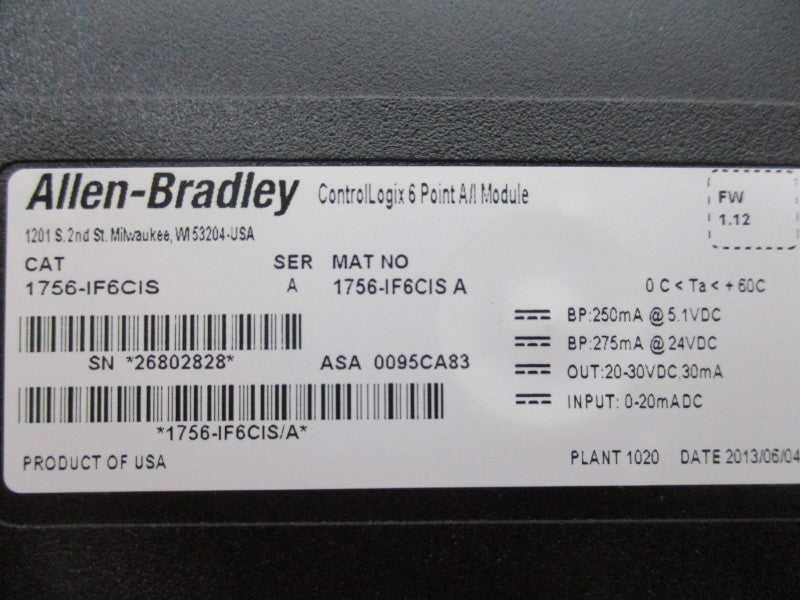 Allen-Bradley ControlLogix 6 Point A/I Module
FW
1.12
1201 S. 2nd St. Milwaukee, WI 53204-USA
CAT SER MAT NO
1756-IF6CIS A 1756-IF6CIS A
0 C < Ta < + 60C
BP:250mA @ 5.1VDC
BP:275mA @ 24VDC
OUT:20-30VDC,30mA
INPUT: 0-20mADC
SN *26802828* ASA 0095CA83
*1756-IF6CIS/A*
PRODUCT OF USA PLANT 1020 DATE 2013/06/04